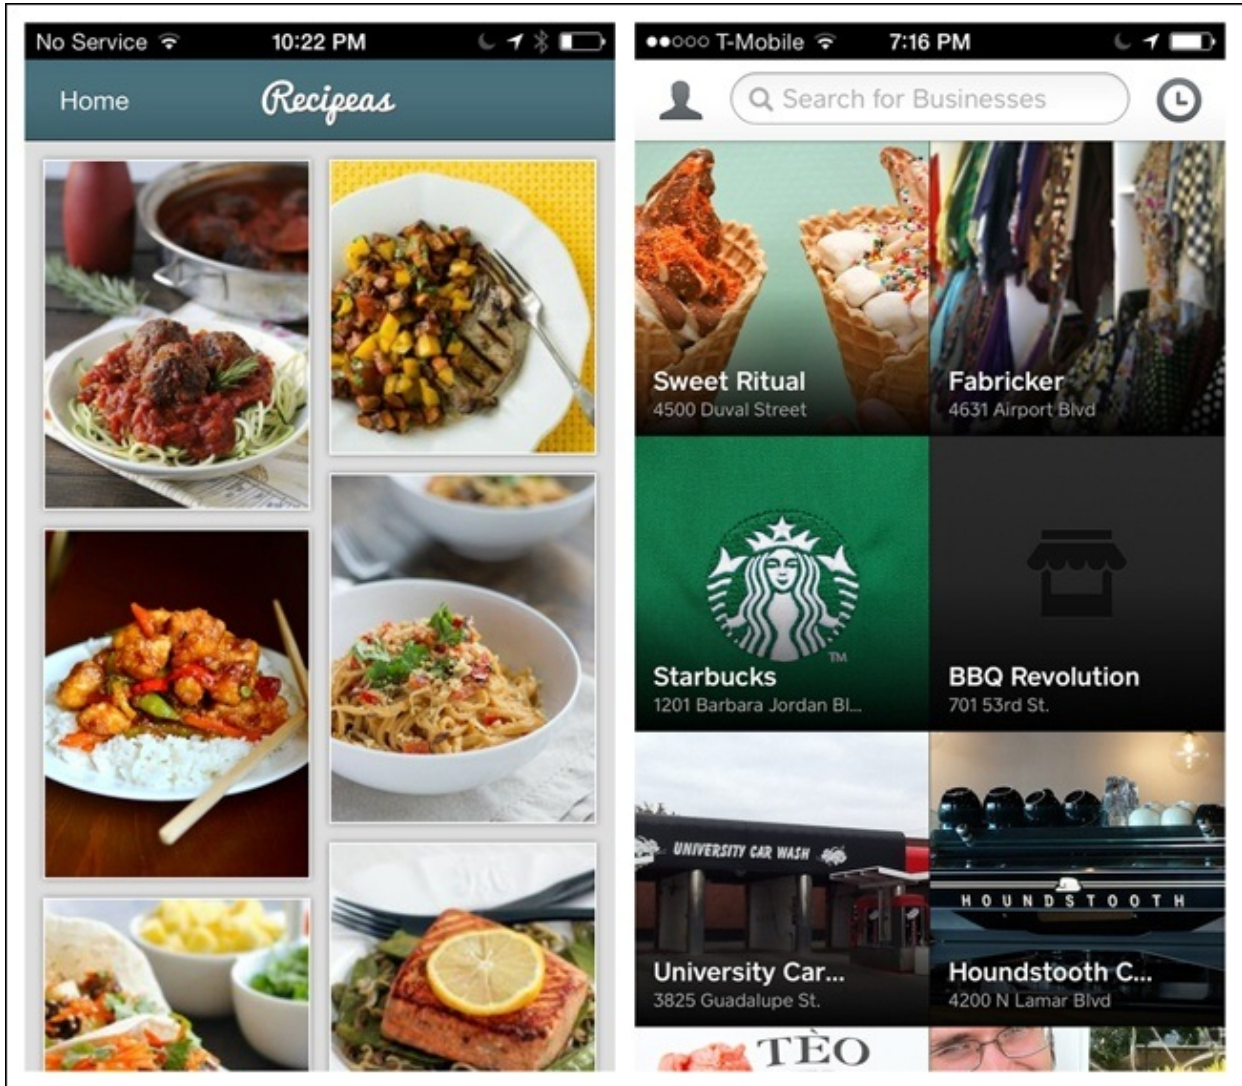 No Service
10:22 PM
Home
Recipeas
T-Mobile
7:16 PM
Search for Businesses
Sweet Ritual
4500 Duval Street
Fabricker
4631 Airport Blvd
TM
Starbucks
1201 Barbara Jordan Bl...
BBQ Revolution
701 53rd St.
UNIVERSITY CAR WASH
University Car...
3825 Guadalupe St.
HOUNDSTOOTH
Houndstooth C...
4200 N Lamar Blvd
TÈO